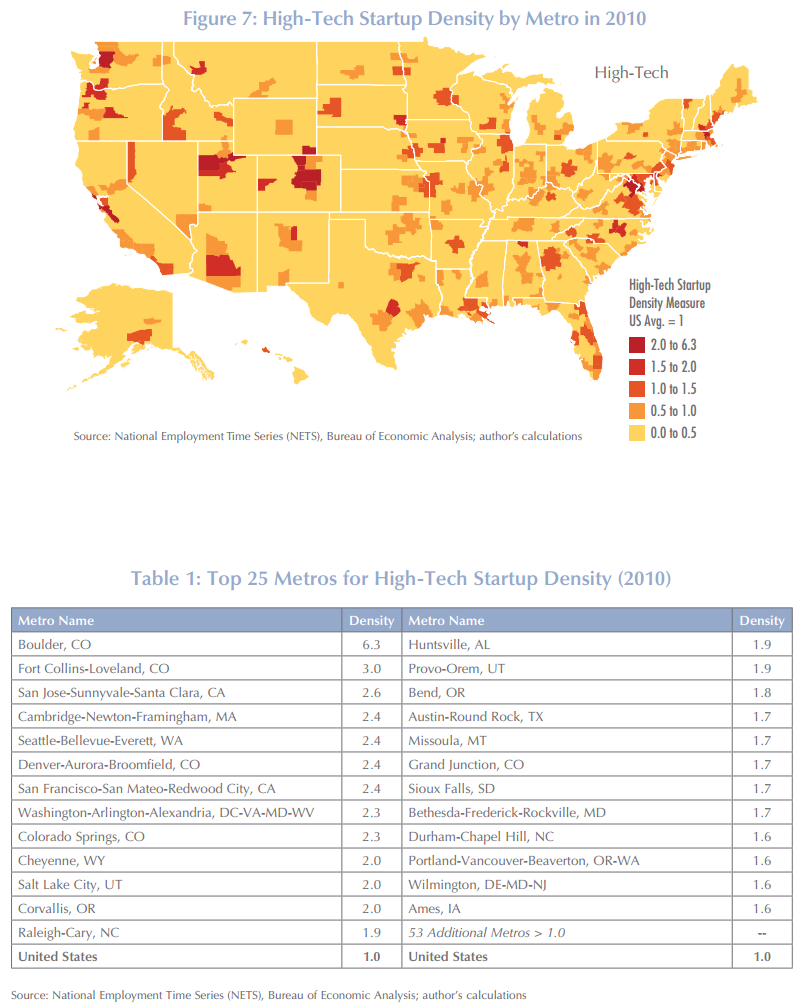 Figure 7: High-Tech Startup Density by Metro in 2010
High-Tech
High-Tech Startup
Density Measure
US Avg. = 1
2.0 to 6.3
1.5 to 2.0
1.0 to 1.5
0.5 to 1.0
0.0 to 0.5
Source: National Employment Time Series (NETS), Bureau of Economic Analysis; author's calculations
Table 1: Top 25 Metros for High-Tech Startup Density (2010)
Metro Name Density Metro Name Density
Boulder, CO 6.3 Huntsville, AL 1.9
Fort Collins-Loveland, CO 3.0 Provo-Orem, UT 1.9
San Jose-Sunnyvale-Santa Clara, CA 2.6 Bend, OR 1.8
Cambridge-Newton-Framingham, MA 2.4 Austin-Round Rock, TX 1.7
Seattle-Bellevue-Everett, WA 2.4 Missoula, MT 1.7
Denver-Aurora-Broomfield, CO 2.4 Grand Junction, CO 1.7
San Francisco-San Mateo-Redwood City, CA 2.4 Sioux Falls, SD 1.7
Washington-Arlington-Alexandria, DC-VA-MD-WV 2.3 Bethesda-Frederick-Rockville, MD 1.7
Colorado Springs, CO 2.3 Durham-Chapel Hill, NC 1.6
Cheyenne, WY 2.0 Portland-Vancouver-Beaverton, OR-WA 1.6
Salt Lake City, UT 2.0 Wilmington, DE-MD-NJ 1.6
Corvallis, OR 2.0 Ames, IA 1.6
Raleigh-Cary, NC 1.9 53 Additional Metros > 1.0 --
United States 1.0 United States 1.0
Source: National Employment Time Series (NETS), Bureau of Economic Analysis; author's calculations